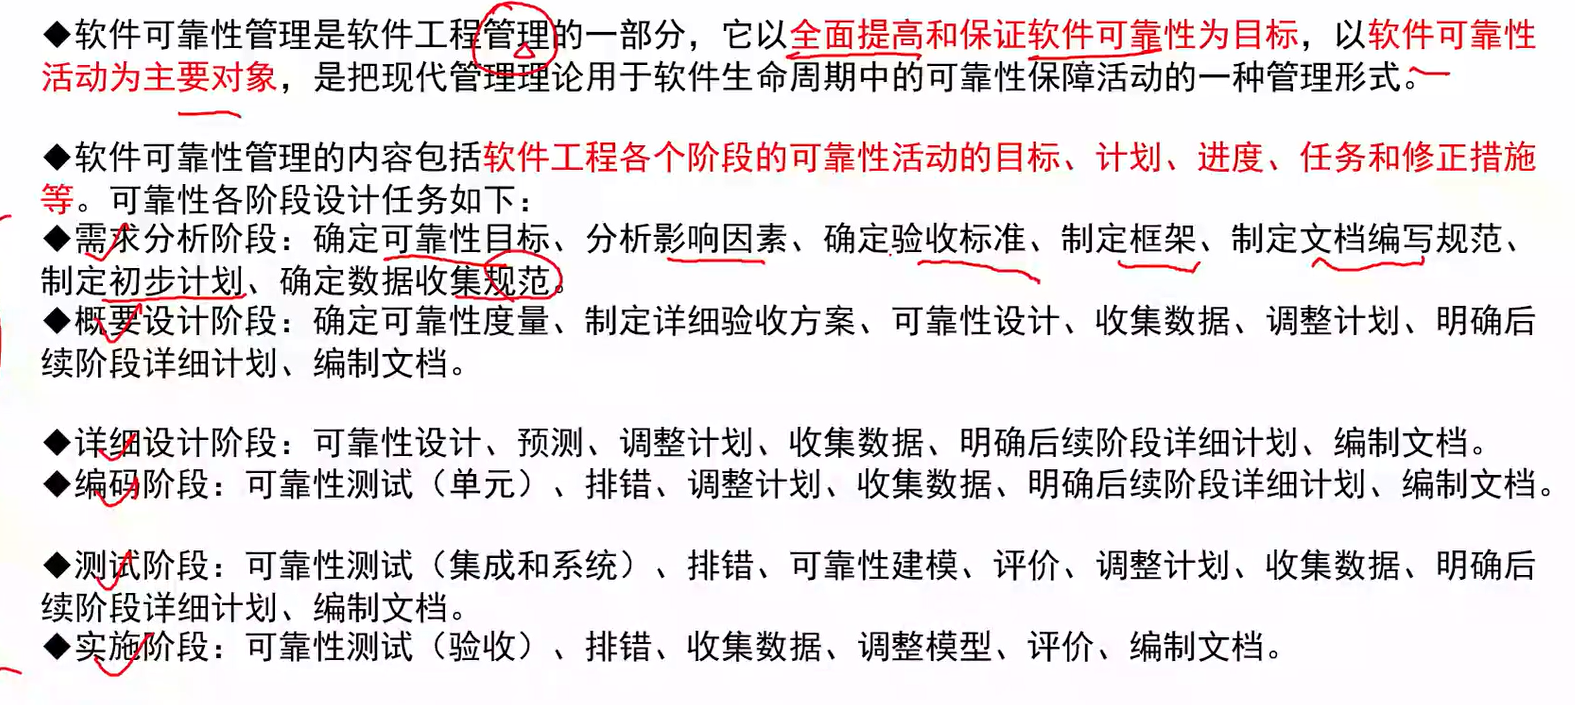 ◆软件可靠性管理是软件工程管理的一部分，它以全面提高和保证软件可靠性为目标，以软件可靠性
活动为主要对象，是把现代管理理论用于软件生命周期中的可靠性保障活动的一种管理形式。
◆软件可靠性管理的内容包括软件工程各个阶段的可靠性活动的目标、计划、进度、任务和修正措施
等。可靠性各阶段设计任务如下：
◆需求分析阶段：确定可靠性目标、分析影响因素、确定验收标准、制定框架、制定文档编写规范、
制定初步计划、确定数据收集规范。
◆概要设计阶段：确定可靠性度量、制定详细验收方案、可靠性设计、收集数据、调整计划、明确后
续阶段详细计划、编制文档。
◆详细设计阶段：可靠性设计、预测、调整计划、收集数据、明确后续阶段详细计划、编制文档。
◆编码阶段：可靠性测试（单元）、排错、调整计划、收集数据、明确后续阶段详细计划、编制文档。
◆测试阶段：可靠性测试（集成和系统）、排错、可靠性建模、评价、调整计划、收集数据、明确后
续阶段详细计划、编制文档。
◆实施阶段：可靠性测试（验收）、排错、收集数据、调整模型、评价、编制文档。